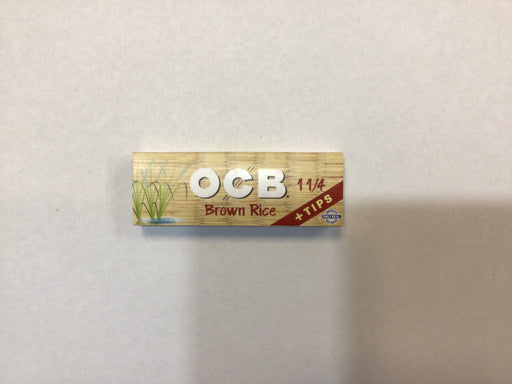 OCB
1 1/4
Brown Rice
+TIPS